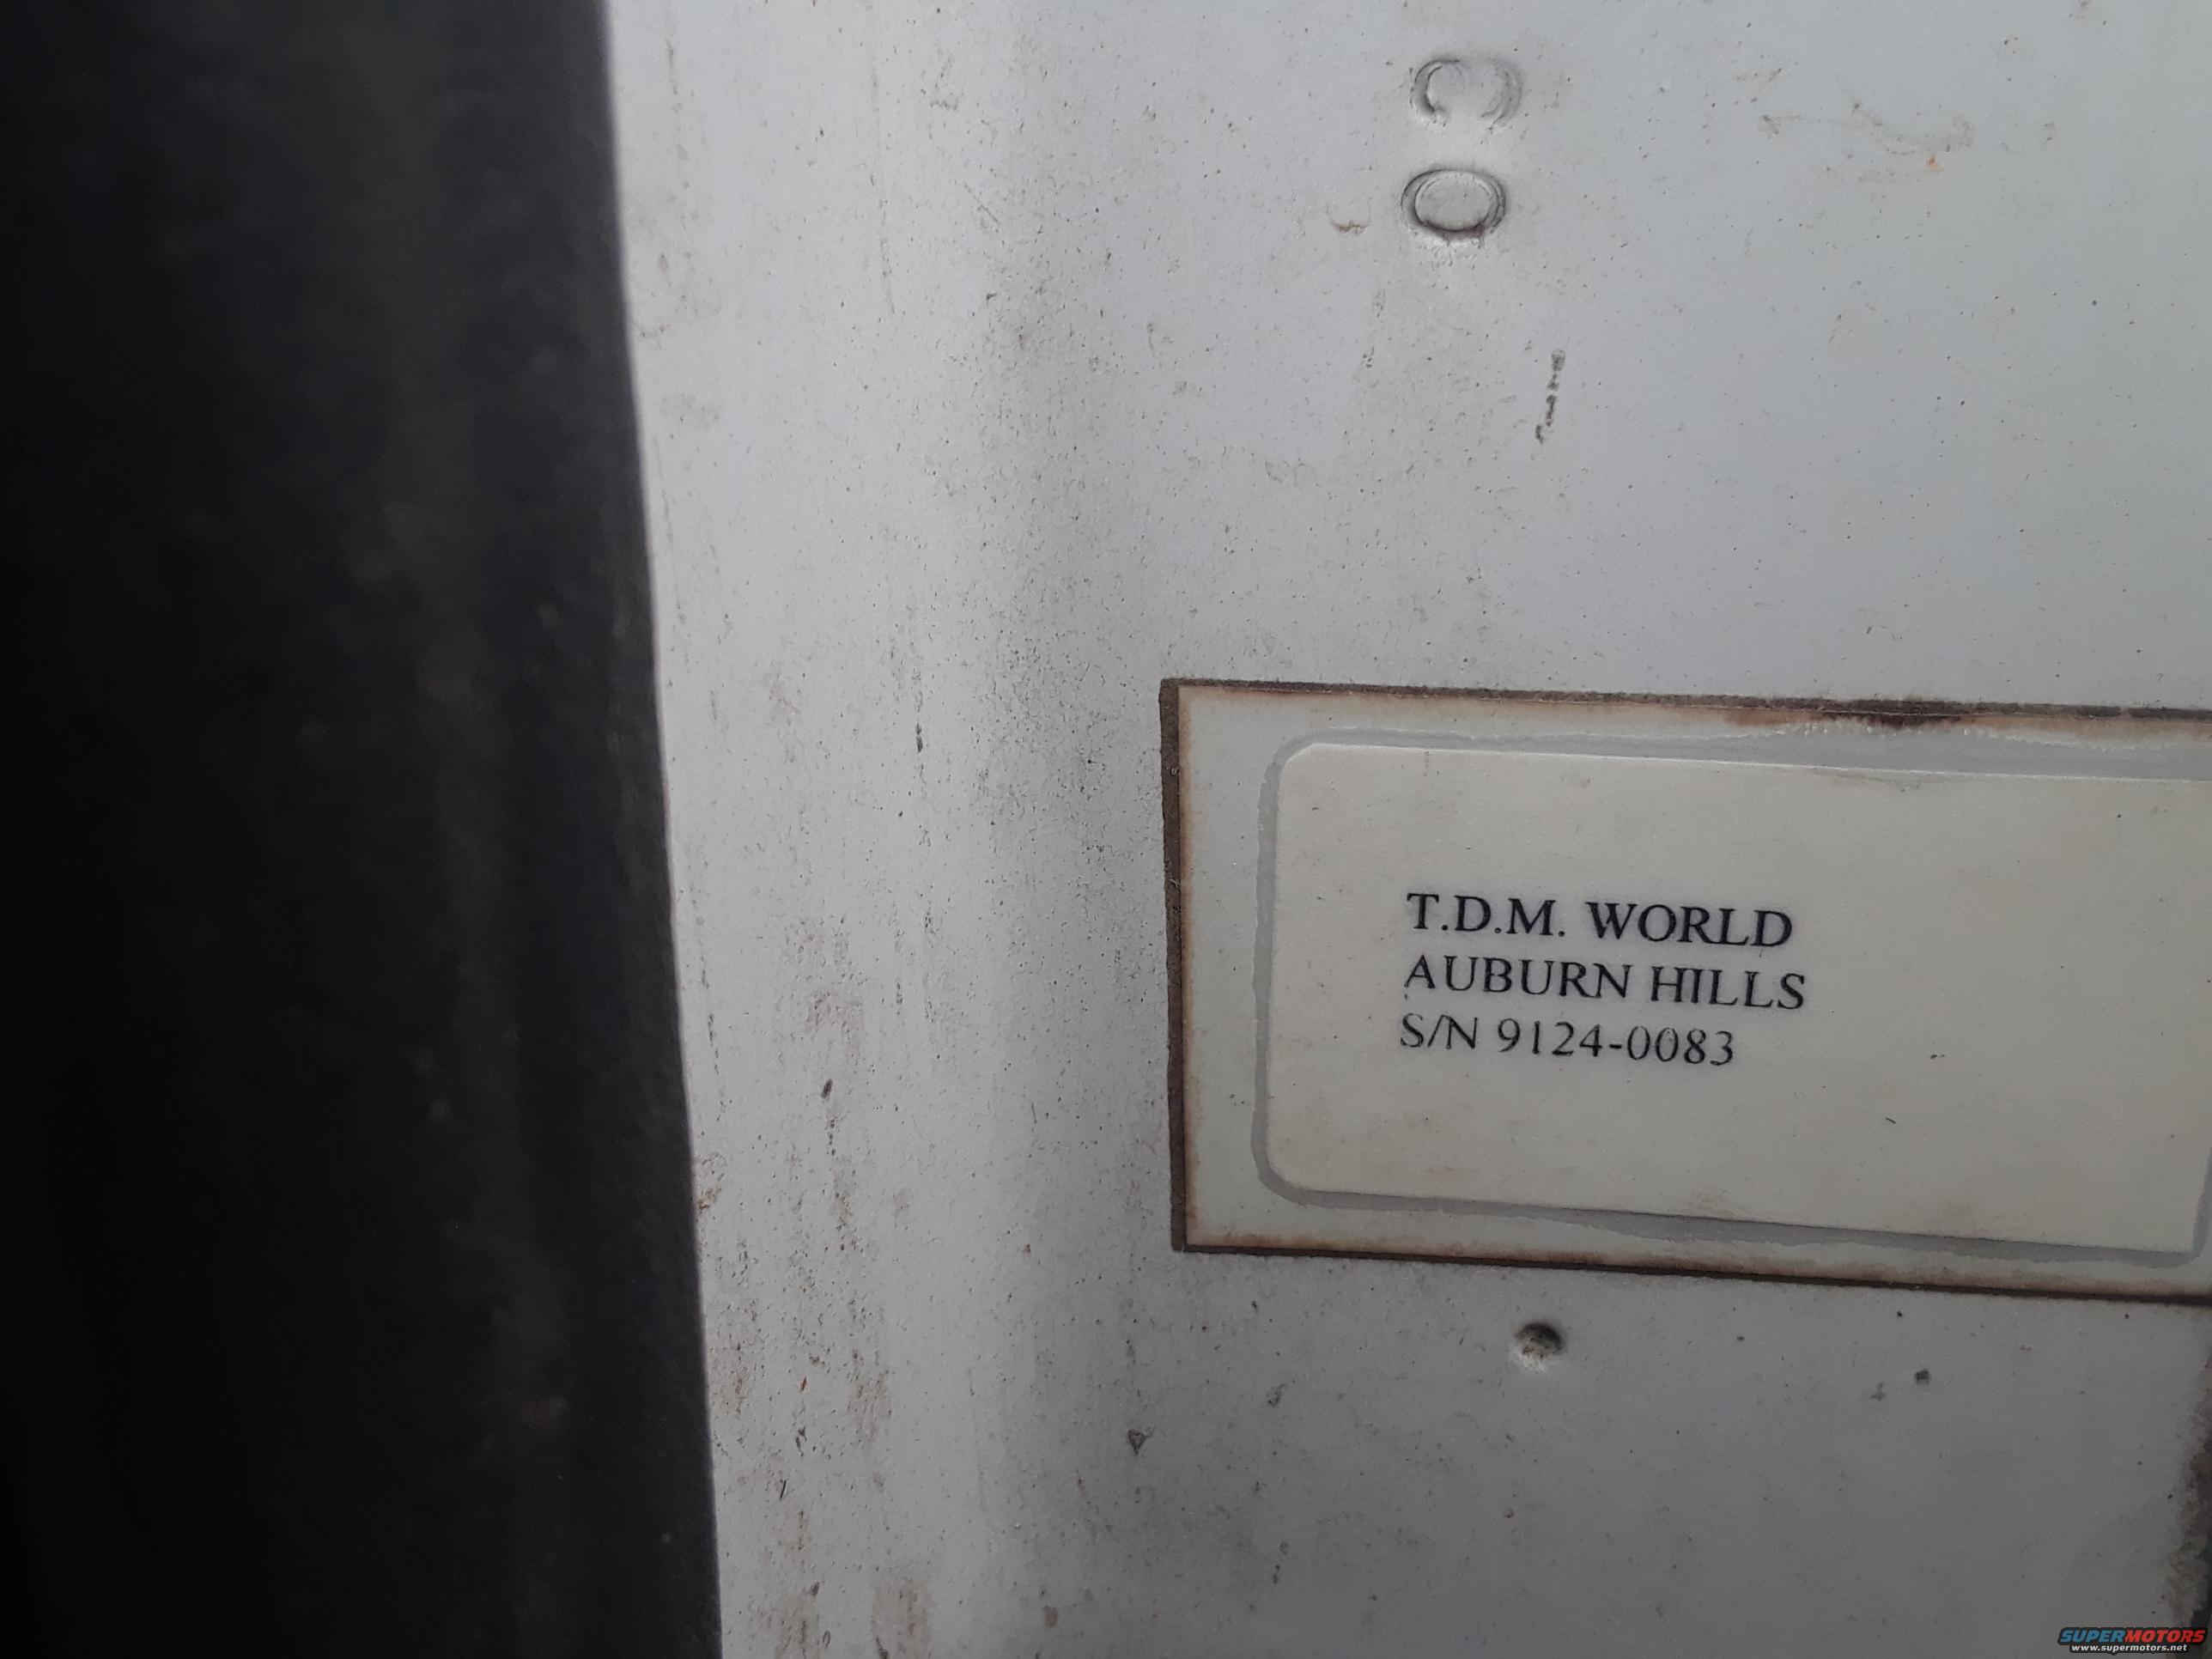 T.D.M. WORLD
AUBURN HILLS
S/N 9124-0083
SUPERMOTORS
www.supermotors.net